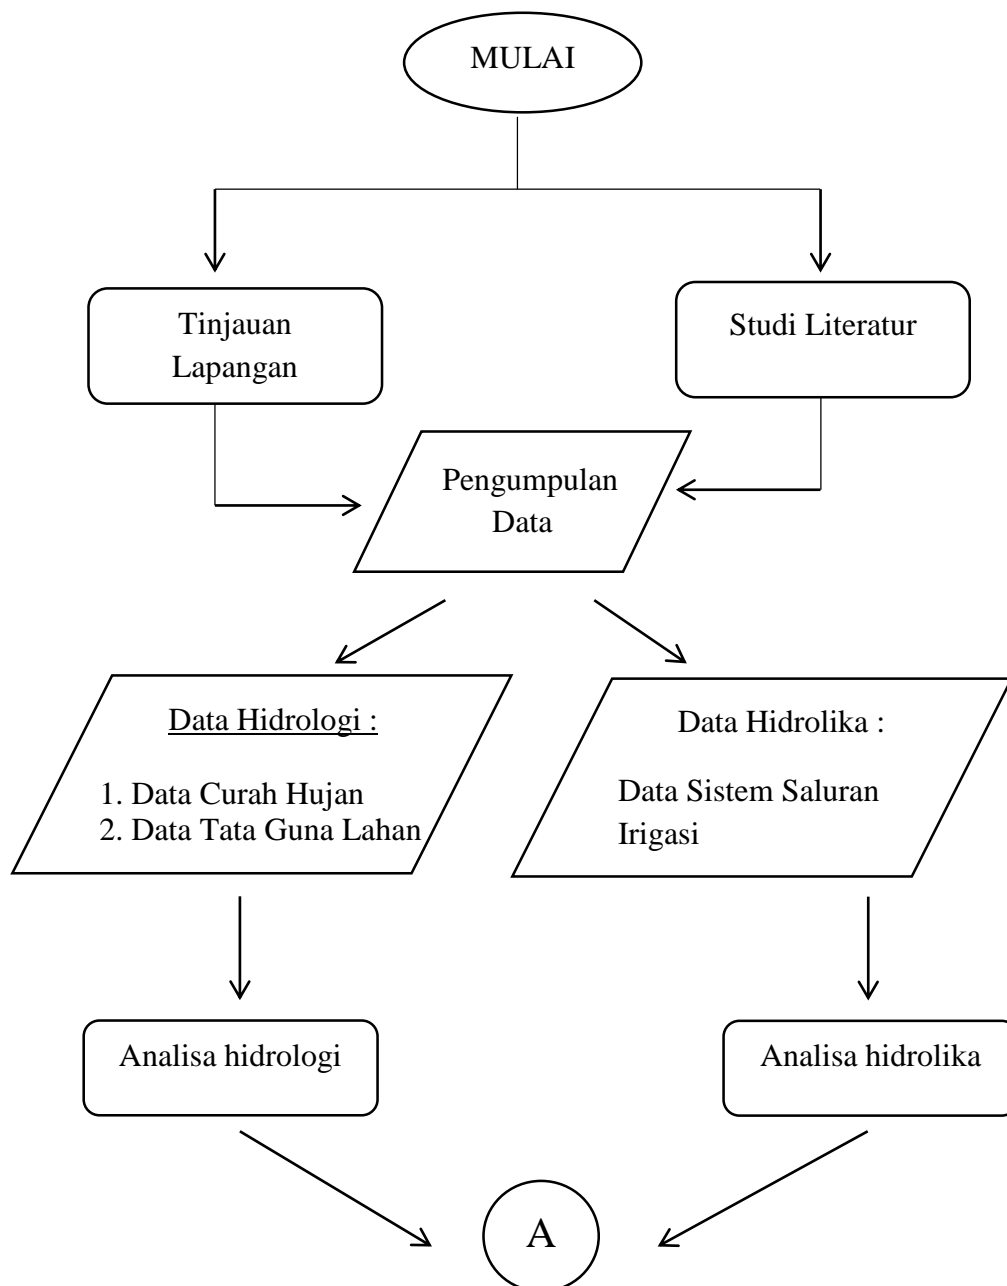 MULAI
Tinjauan
Lapangan
Studi Literatur
Pengumpulan
Data
Data Hidrologi :
1. Data Curah Hujan
2. Data Tata Guna Lahan
Data Hidrolika :
Data Sistem Saluran
Irigasi
Analisa hidrologi
Analisa hidrolika
A